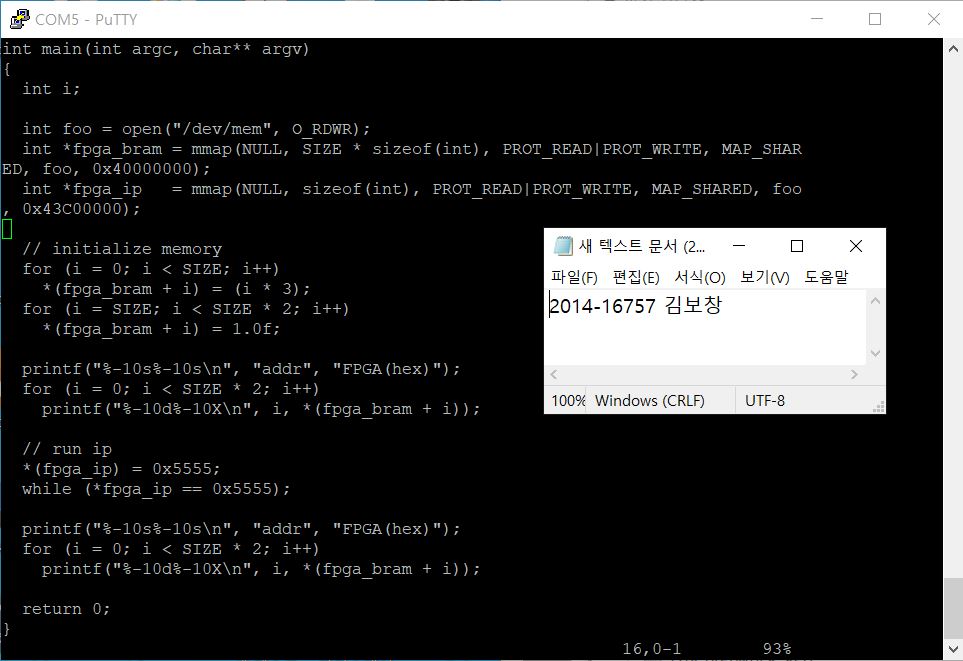 COM5 - PuTTY
int main(int argc, char** argv)
{
  int i;

  int foo = open("/dev/mem", O_RDWR);
  int *fpga_bram = mmap(NULL, SIZE * sizeof(int), PROT_READ|PROT_WRITE, MAP_SHAR
ED, foo, 0x40000000);
  int *fpga_ip   = mmap(NULL, sizeof(int), PROT_READ|PROT_WRITE, MAP_SHARED, foo
, 0x43C00000);

  // initialize memory
  for (i = 0; i < SIZE; i++)
    *(fpga_bram + i) = (i * 3);
  for (i = SIZE; i < SIZE * 2; i++)
    *(fpga_bram + i) = 1.0f;

  printf("%-10s%-10s\n", "addr", "FPGA(hex)");
  for (i = 0; i < SIZE * 2; i++)
    printf("%-10d%-10X\n", i, *(fpga_bram + i));

  // run ip
  *(fpga_ip) = 0x5555;
  while (*fpga_ip == 0x5555);

  printf("%-10s%-10s\n", "addr", "FPGA(hex)");
  for (i = 0; i < SIZE * 2; i++)
    printf("%-10d%-10X\n", i, *(fpga_bram + i));

  return 0;
}
16,0-1 93%
새 텍스트 문서 (2...
파일(F) 편집(E) 서식(O) 보기(V) 도움말
2014-16757 김보창
100% Windows (CRLF) UTF-8